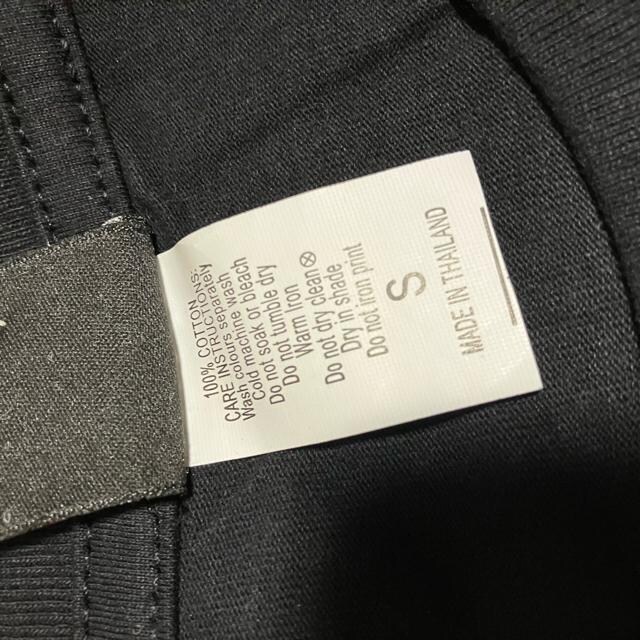 100% COTTON
CARE INSTRUCTIONS:
Wash colours separately
Cold machine wash
Do not soak or bleach
Do not tumble dry
Warm Iron
Do not dry clean Ⓧ
Dry in shade
Do not iron print
S
MADE IN THAILAND